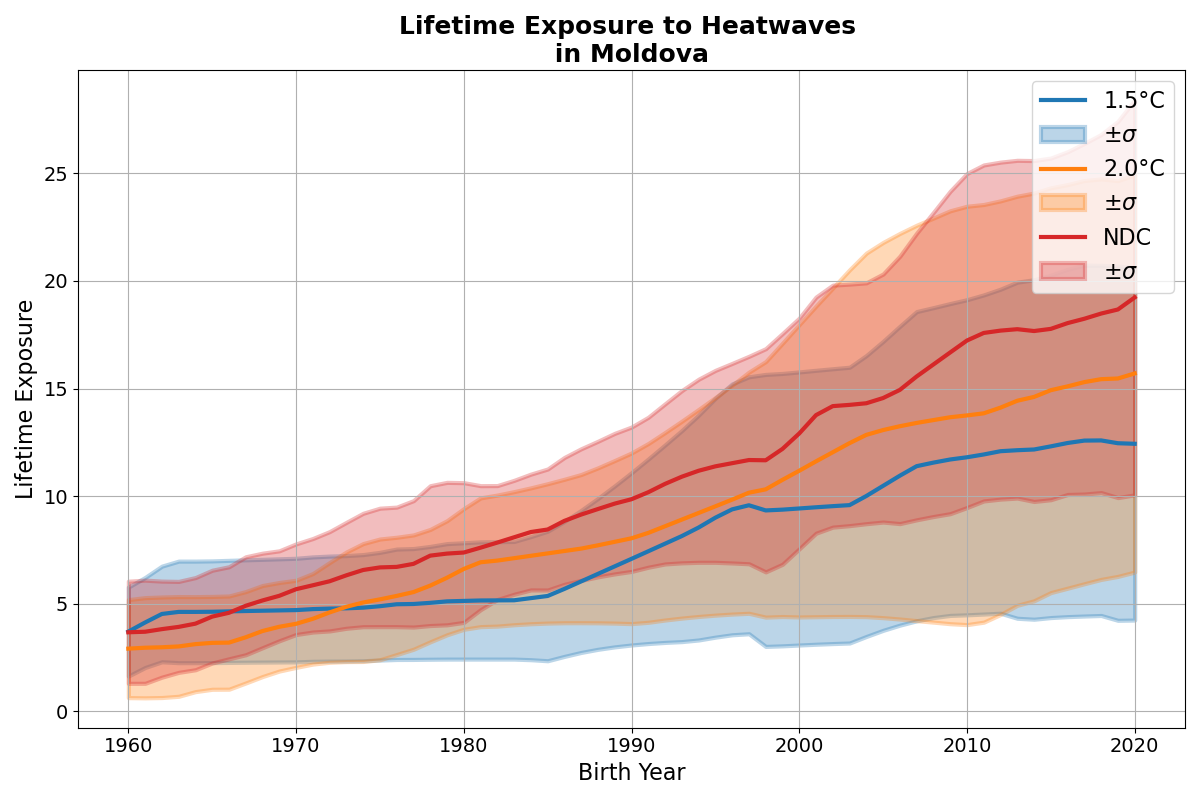 Lifetime Exposure to Heatwaves
in Moldova
1.5°C
±σ
2.0°C
±σ
NDC
±σ
Lifetime Exposure
25
20
15
10
5
0
1960 1970 1980 1990 2000 2010 2020
Birth Year